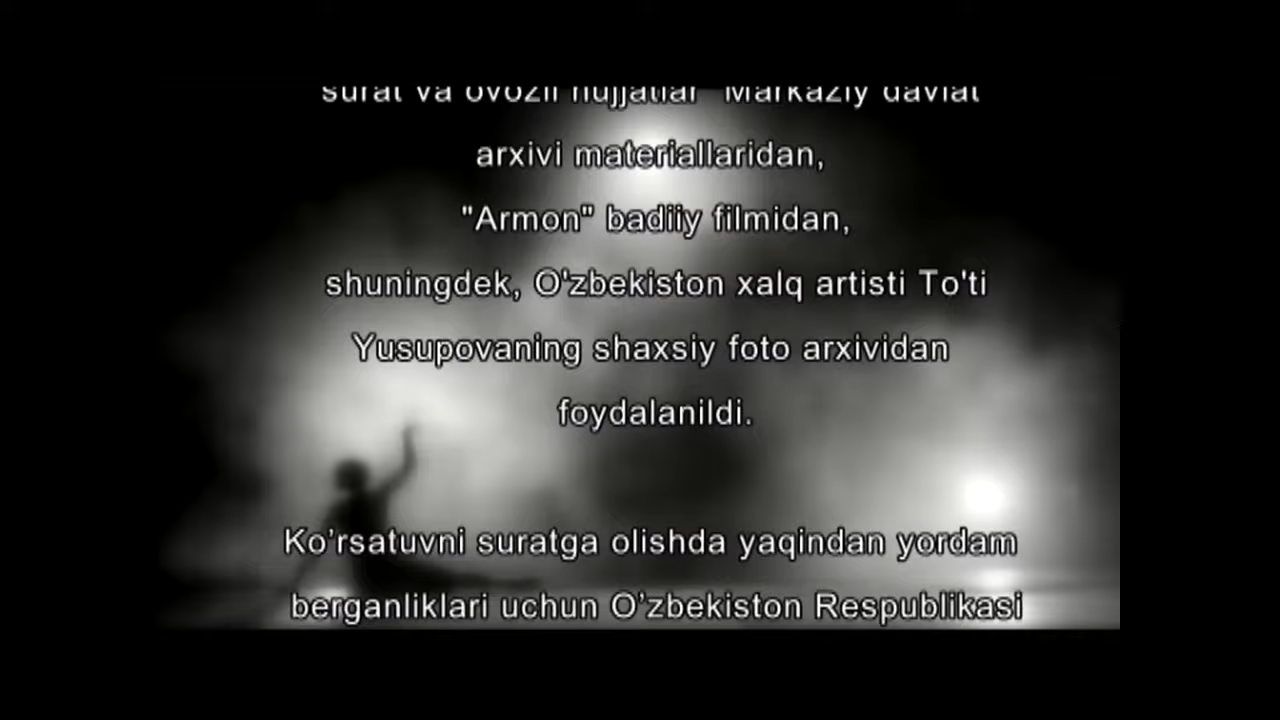 surat va ovozli hujjatlar "Markaziy davlat
arxivi materiallaridan,
"Armon" badiiy filmidan,
shuningdek, O'zbekiston xalq artisti To'ti
Yusupovaning shaxsiy foto arxividan
foydalanildi.
Ko’rsatuvni suratga olishda yaqindan yordam
berganliklari uchun O’zbekiston Respublikasi